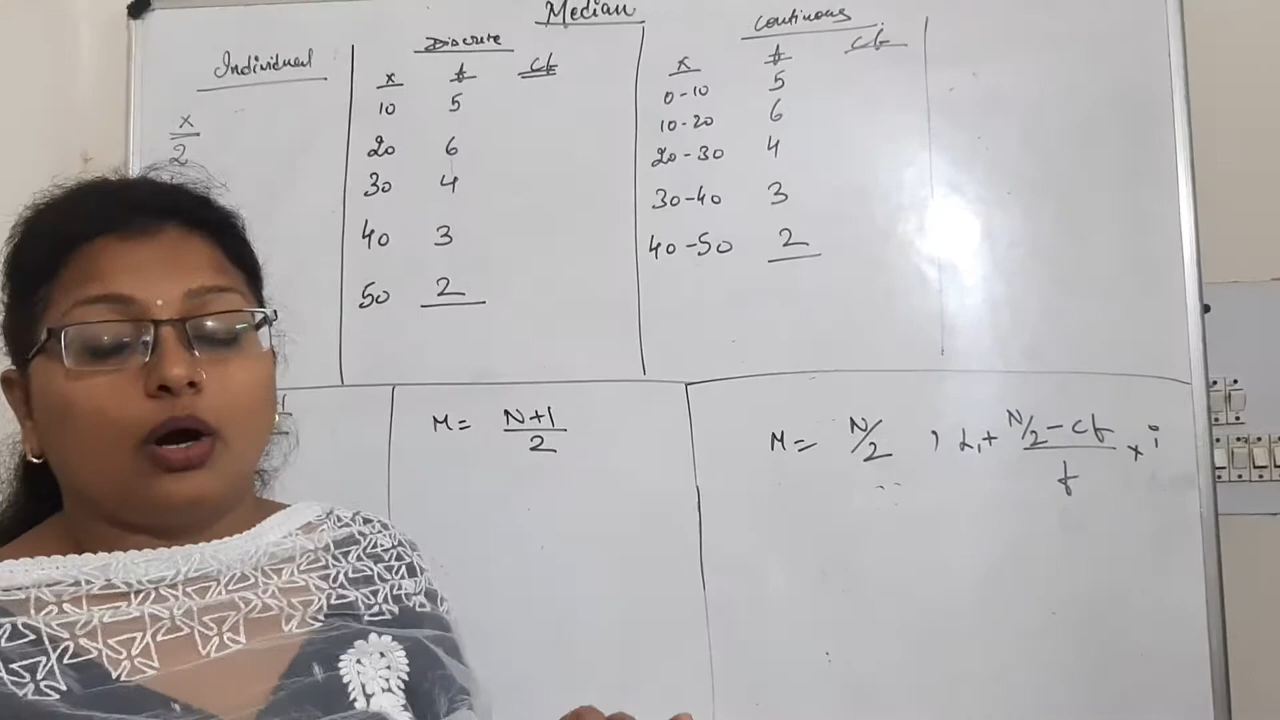 Median
Individual
x
2
Discrete
x f cf
10 5
20 6
30 4
40 3
50 2
Continous
x f cf
0-10 5
10-20 6
20-30 4
30-40 3
40-50 2
M= N+1
2
M= N/2 , L1+ N/2-cf × i
f